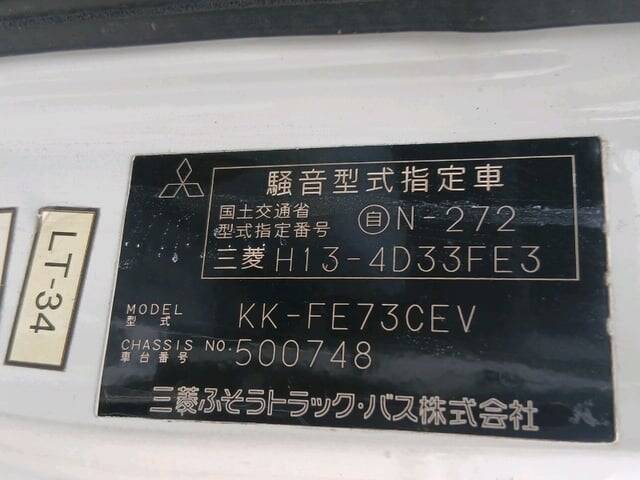 騒音型式指定車
国土交通省
型式指定番号 自N-272
三菱 H13-4D33FE3
MODEL
型式 KK-FE73CEV
CHASSIS NO.
車台番号 500748
三菱ふそうトラック・バス株式会社
LT-34